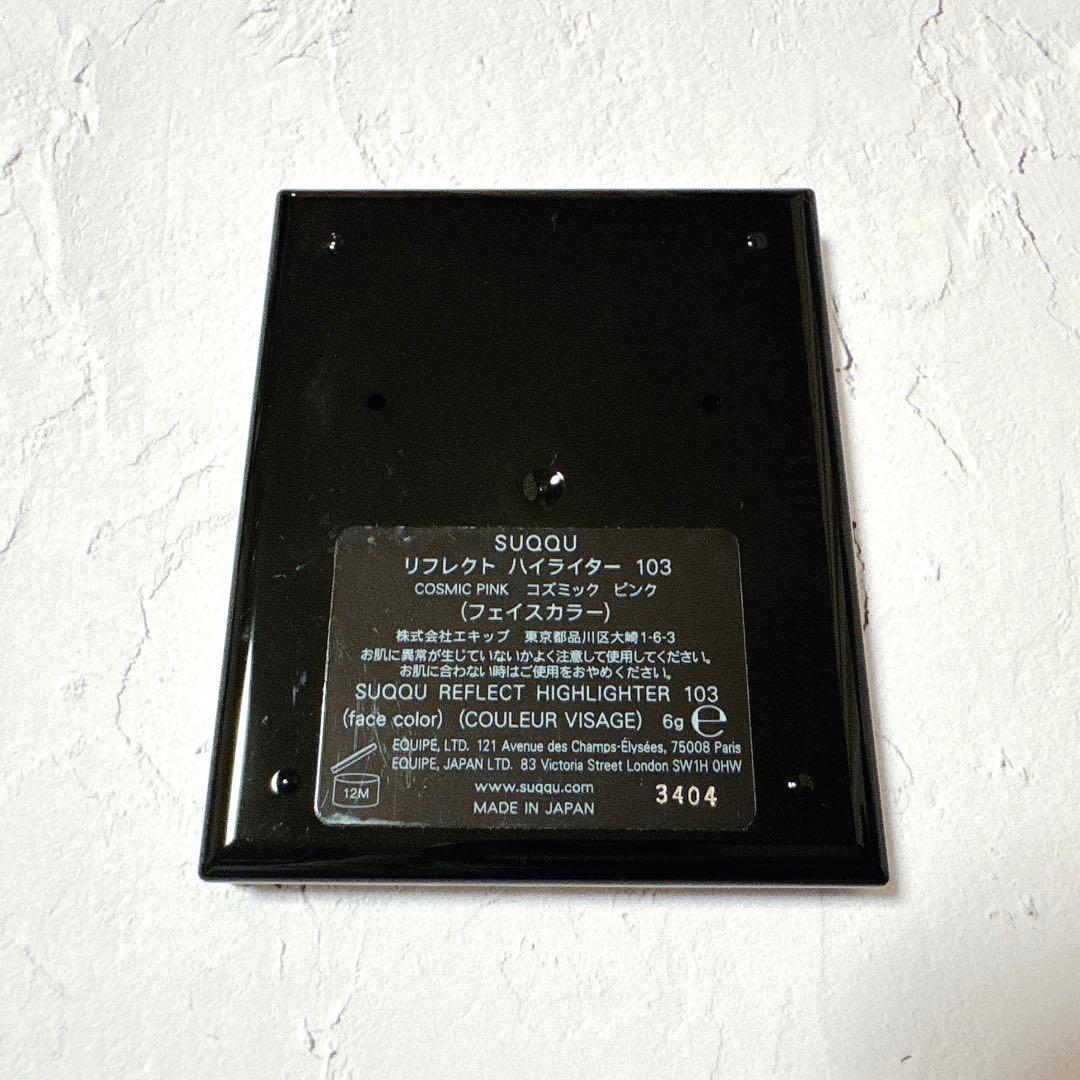 SUQQU
リフレクト ハイライター 103
COSMIC PINK コズミック ピンク
(フェイスカラー)
株式会社エキップ 東京都品川区大崎1-6-3
お肌に異常が生じていないかよく注意して使用してください。
お肌に合わない時はご使用をおやめください。
SUQQU REFLECT HIGHLIGHTER 103
(face color) (COULEUR VISAGE) 6g ℮
EQUIPE, LTD. 121 Avenue des Champs-Élysées, 75008 Paris
EQUIPE, JAPAN LTD. 83 Victoria Street London SW1H 0HW
12M
www.suqqu.com
3404
MADE IN JAPAN